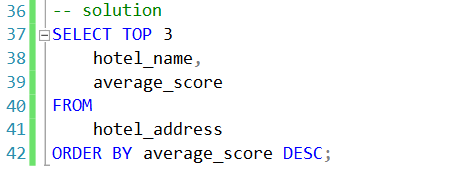 36 -- solution
37 SELECT TOP 3
38 hotel_name,
39 average_score
40 FROM
41 hotel_address
42 ORDER BY average_score DESC;